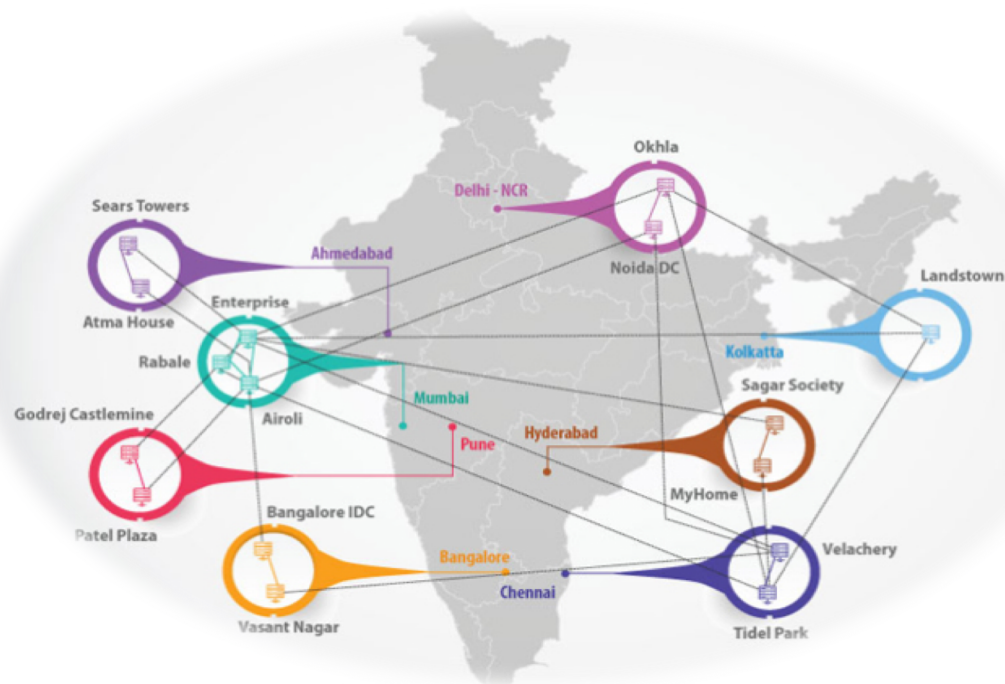 Okhla
Delhi - NCR
Sears Towers
Ahmedabad
Noida DC
Landstown
Enterprise
Atma House
Kolkatta
Rabale
Sagar Society
Mumbai
Godrej Castlemine
Airoli
Hyderabad
Pune
MyHome
Bangalore IDC
Patel Plaza
Velachery
Bangalore
Chennai
Vasant Nagar
Tidel Park